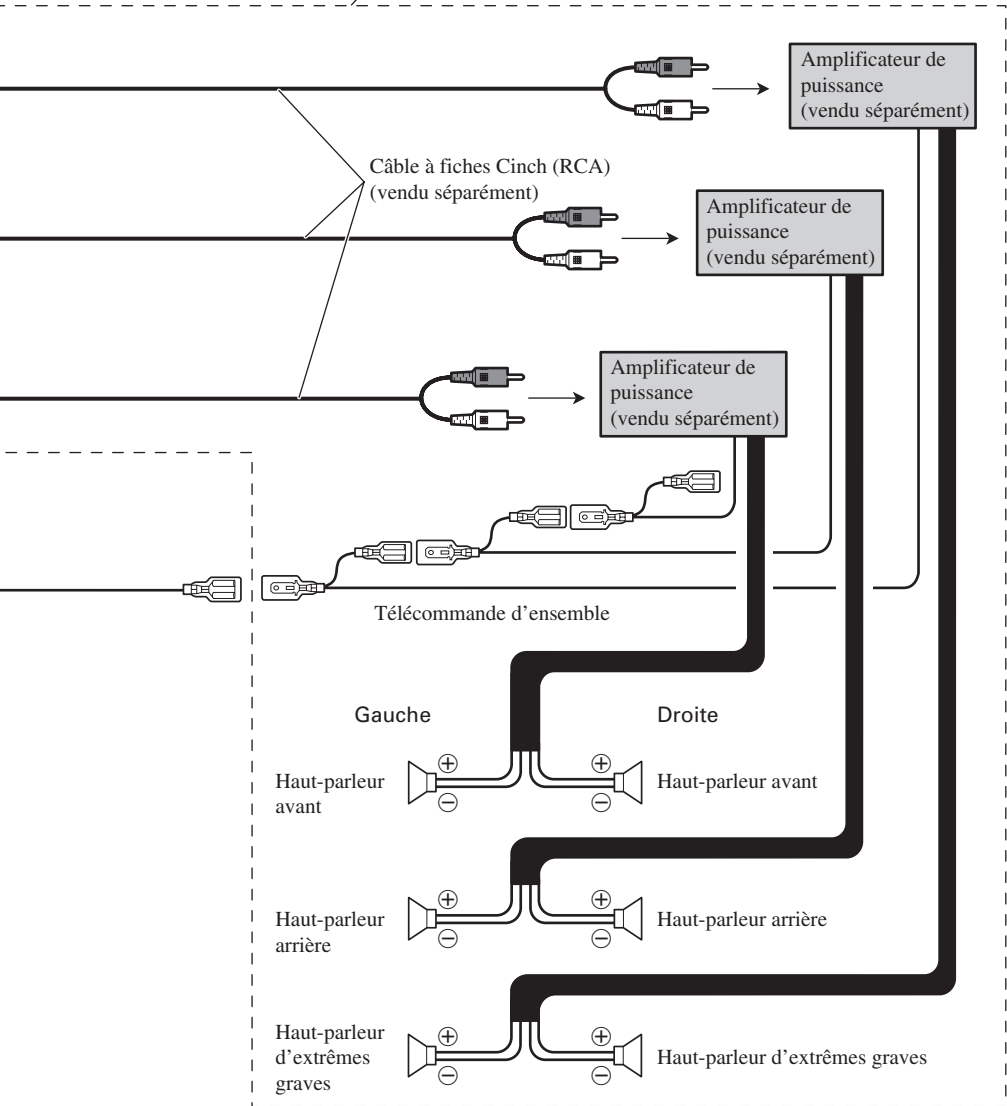 Amplificateur de
puissance
(vendu séparément)
Câble à fiches Cinch (RCA)
(vendu séparément)
Amplificateur de
puissance
(vendu séparément)
Amplificateur de
puissance
(vendu séparément)
Télécommande d'ensemble
Gauche
Droite
⊕
⊕
Haut-parleur
avant
Haut-parleur avant
⊖
⊖
⊕
⊕
Haut-parleur
arrière
Haut-parleur arrière
⊖
⊖
Haut-parleur
d'extrêmes
graves
⊕
⊕
Haut-parleur d'extrêmes graves
⊖
⊖